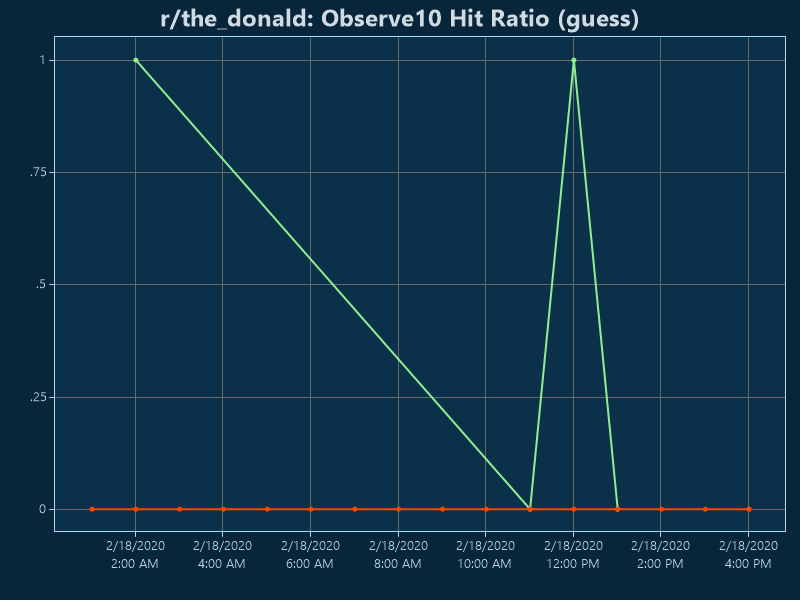 r/the_donald: Observe10 Hit Ratio (guess)
1
.75
.5
.25
0
2/18/2020 2/18/2020 2/18/2020 2/18/2020 2/18/2020 2/18/2020 2/18/2020 2/18/2020
2:00 AM 4:00 AM 6:00 AM 8:00 AM 10:00 AM 12:00 PM 2:00 PM 4:00 PM